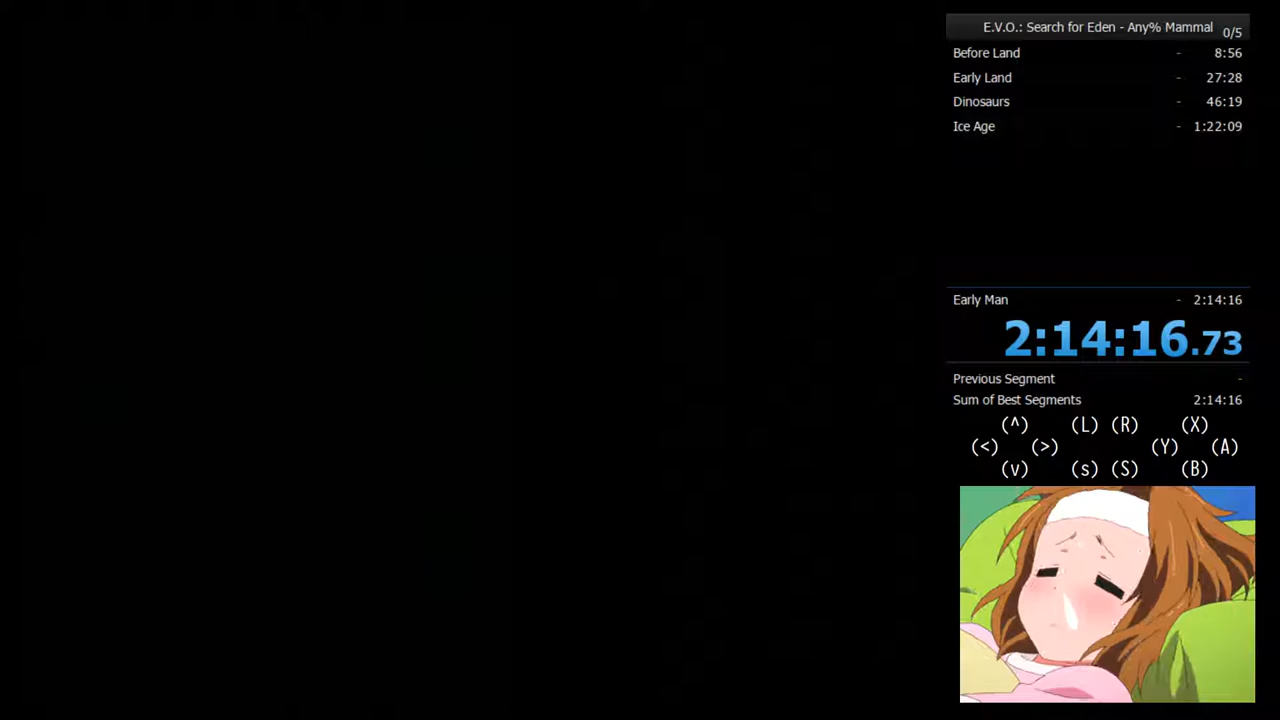 E.V.O.: Search for Eden - Any% Mammal 0/5
Before Land - 8:56
Early Land - 27:28
Dinosaurs - 46:19
Ice Age - 1:22:09
Early Man - 2:14:16
2:14:16.73
Previous Segment -
Sum of Best Segments 2:14:16
(^) (L) (R) (X)
(<) (>) (Y) (A)
(v) (s) (S) (B)